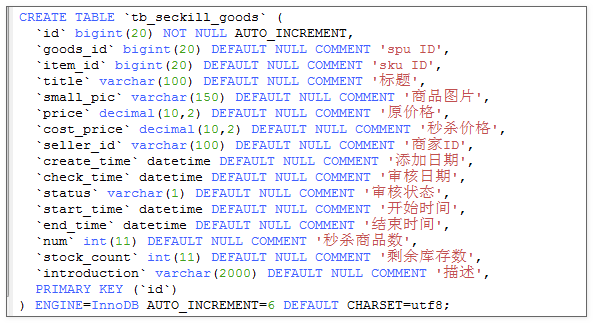 CREATE TABLE `tb_seckill_goods` (
`id` bigint(20) NOT NULL AUTO_INCREMENT,
`goods_id` bigint(20) DEFAULT NULL COMMENT 'spu ID',
`item_id` bigint(20) DEFAULT NULL COMMENT 'sku ID',
`title` varchar(100) DEFAULT NULL COMMENT '标题',
`small_pic` varchar(150) DEFAULT NULL COMMENT '商品图片',
`price` decimal(10,2) DEFAULT NULL COMMENT '原价格',
`cost_price` decimal(10,2) DEFAULT NULL COMMENT '秒杀价格',
`seller_id` varchar(100) DEFAULT NULL COMMENT '商家ID',
`create_time` datetime DEFAULT NULL COMMENT '添加日期',
`check_time` datetime DEFAULT NULL COMMENT '审核日期',
`status` varchar(1) DEFAULT NULL COMMENT '审核状态',
`start_time` datetime DEFAULT NULL COMMENT '开始时间',
`end_time` datetime DEFAULT NULL COMMENT '结束时间',
`num` int(11) DEFAULT NULL COMMENT '秒杀商品数',
`stock_count` int(11) DEFAULT NULL COMMENT '剩余库存数',
`introduction` varchar(2000) DEFAULT NULL COMMENT '描述',
PRIMARY KEY (`id`)
) ENGINE=InnoDB AUTO_INCREMENT=6 DEFAULT CHARSET=utf8;